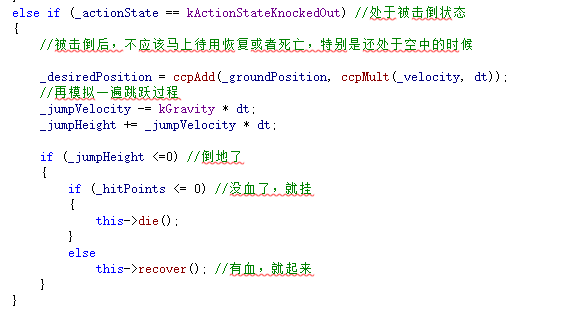 else if (_actionState == kActionStateKnockedOut) //处于被击倒状态
{
//被击倒后，不应该马上待用恢复或者死亡，特别是还处于空中的时候
_desiredPosition = ccpAdd(_groundPosition, ccpMult(_velocity, dt));
//再模拟一遍跳跃过程
_jumpVelocity -= kGravity * dt;
_jumpHeight += _jumpVelocity * dt;
if (_jumpHeight <=0) //倒地了
{
if (_hitPoints <= 0) //没血了，就挂
{
this->die();
}
else
this->recover(); //有血，就起来
}
}